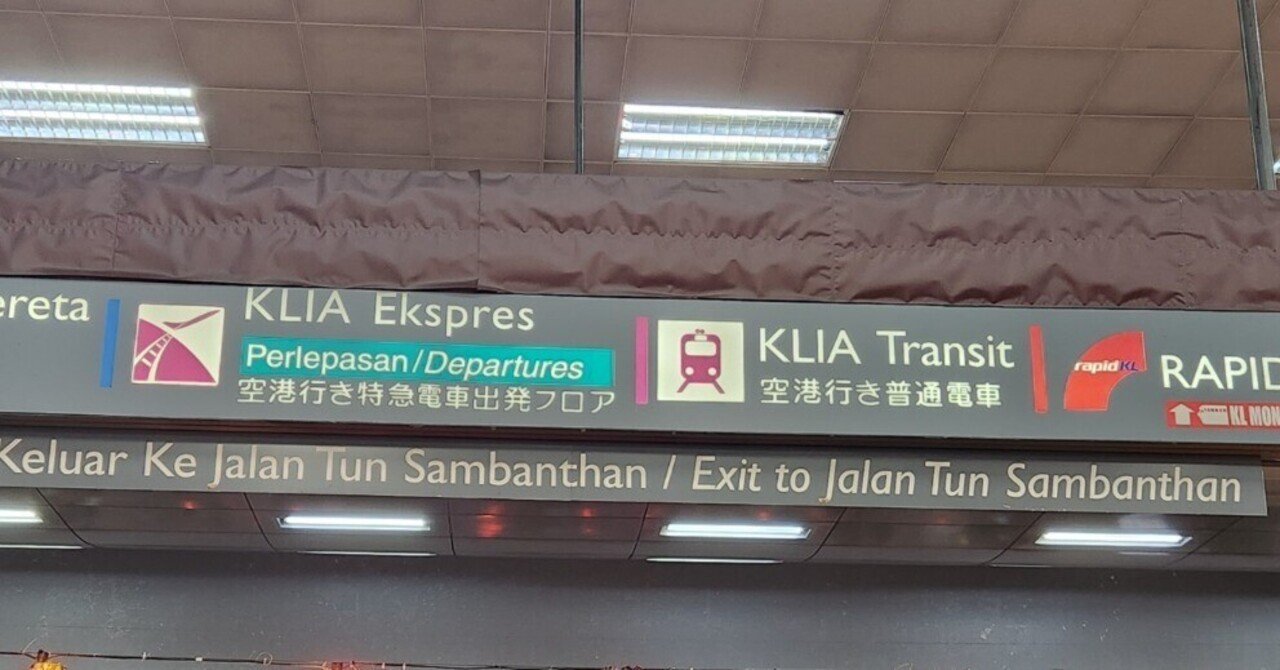 ereta
KLIA Ekspres
Perlepasan/Departures
空港行き特急電車出発フロア
KLIA Transit
空港行き普通電車
rapidKL
RAPID
KL MON
Keluar Ke Jalan Tun Sambanthan / Exit to Jalan Tun Sambanthan